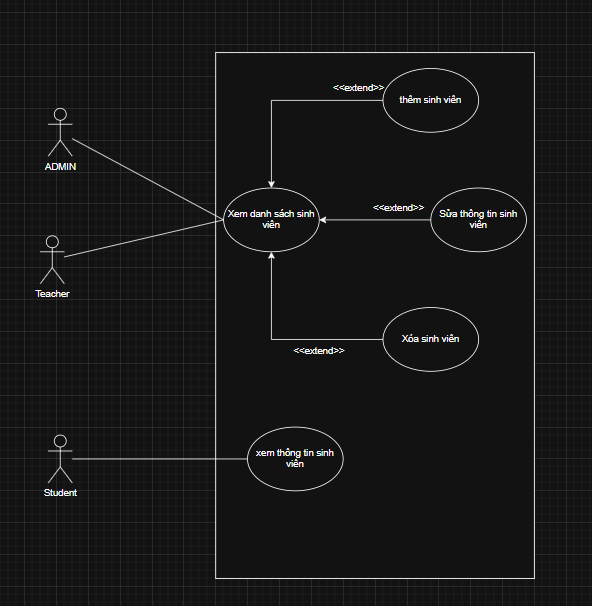 <<extend>>
thêm sinh viên
ADMIN
Xem danh sách sinh
viên
<<extend>>
Sửa thông tin sinh
viên
Teacher
Xóa sinh viên
<<extend>>
xem thông tin sinh
viên
Student